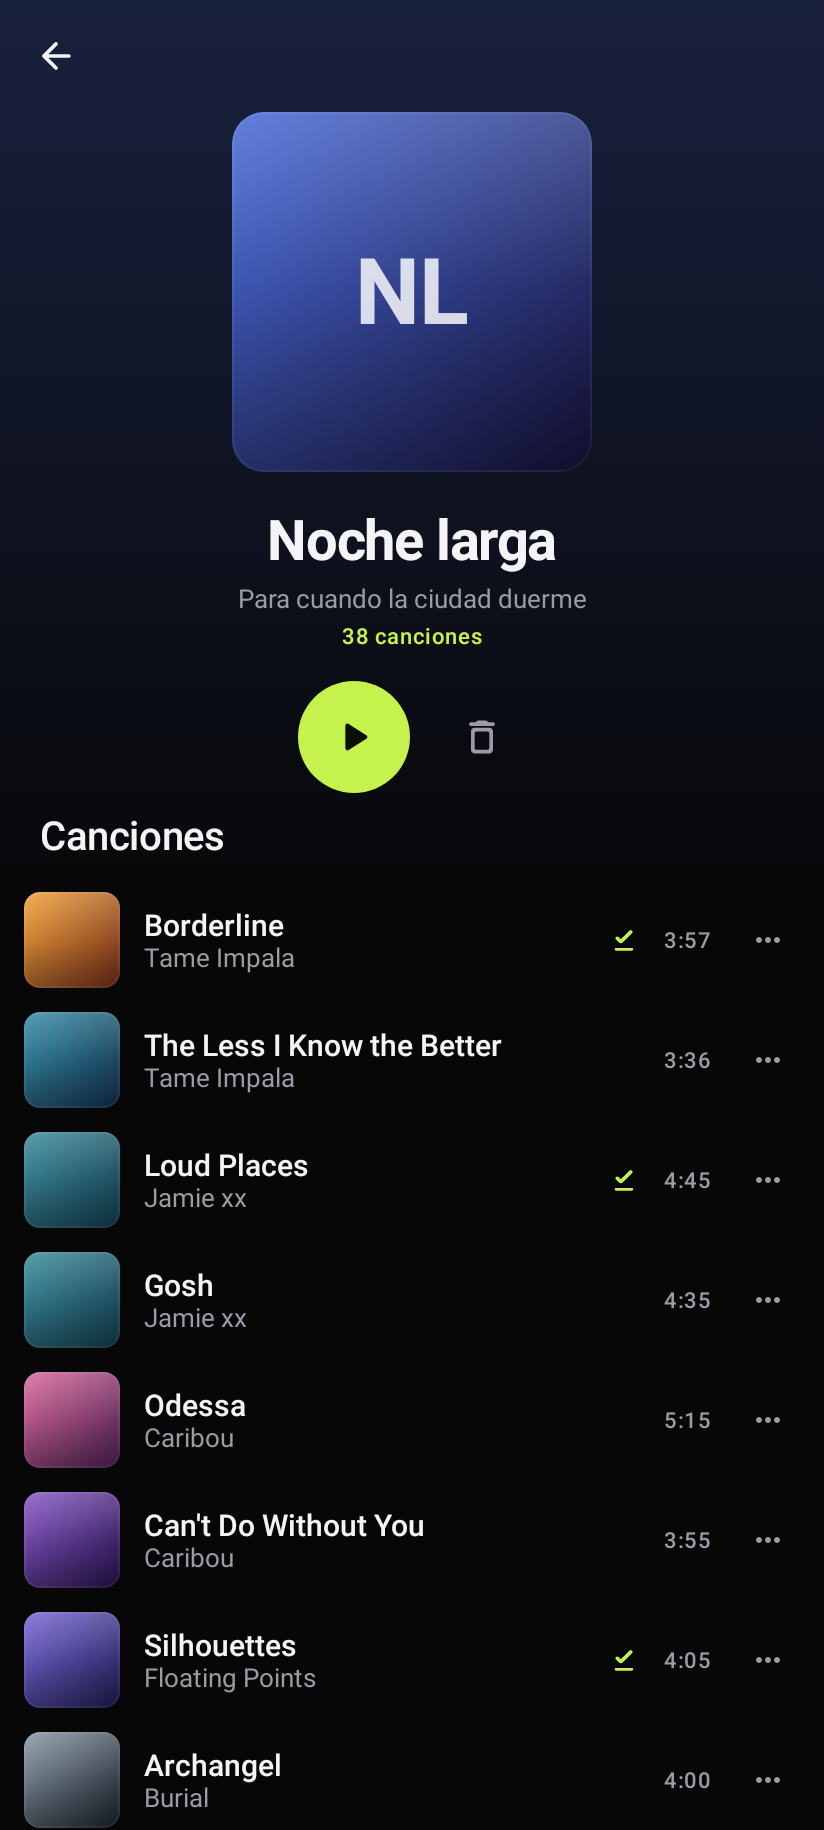 NL
Noche larga
Para cuando la ciudad duerme
38 canciones
Canciones
Borderline
Tame Impala
3:57
The Less I Know the Better
Tame Impala
3:36
Loud Places
Jamie xx
4:45
Gosh
Jamie xx
4:35
Odessa
Caribou
5:15
Can't Do Without You
Caribou
3:55
Silhouettes
Floating Points
4:05
Archangel
Burial
4:00